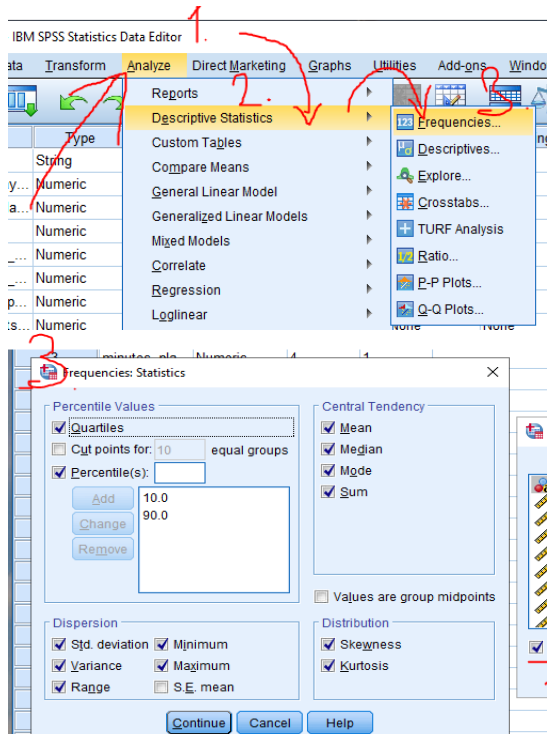 IBM SPSS Statistics Data Editor 1.
ata Transform Analyze Direct Marketing Graphs Utilities Add-ons Windo
Reports 2. 3.
Type Descriptive Statistics Frequencies...
String Custom Tables Descriptives...
y... Numeric Compare Means Explore...
a... Numeric General Linear Model Crosstabs...
Numeric Generalized Linear Models TURF Analysis
_... Numeric Mixed Models Ratio...
_... Numeric Correlate P-P Plots...
p... Numeric Regression Q-Q Plots...
s... Numeric Loglinear None None
3 minutes_pla... Numeric 4 1
3.
Frequencies: Statistics
Percentile Values Central Tendency
Quartiles Mean
Cut points for: 10 equal groups Median
Percentile(s): Mode
Add 10.0 Sum
Change 90.0
Remove
Values are group midpoints
Dispersion Distribution
Std. deviation Minimum Skewness
Variance Maximum Kurtosis
Range S.E. mean
Continue Cancel Help